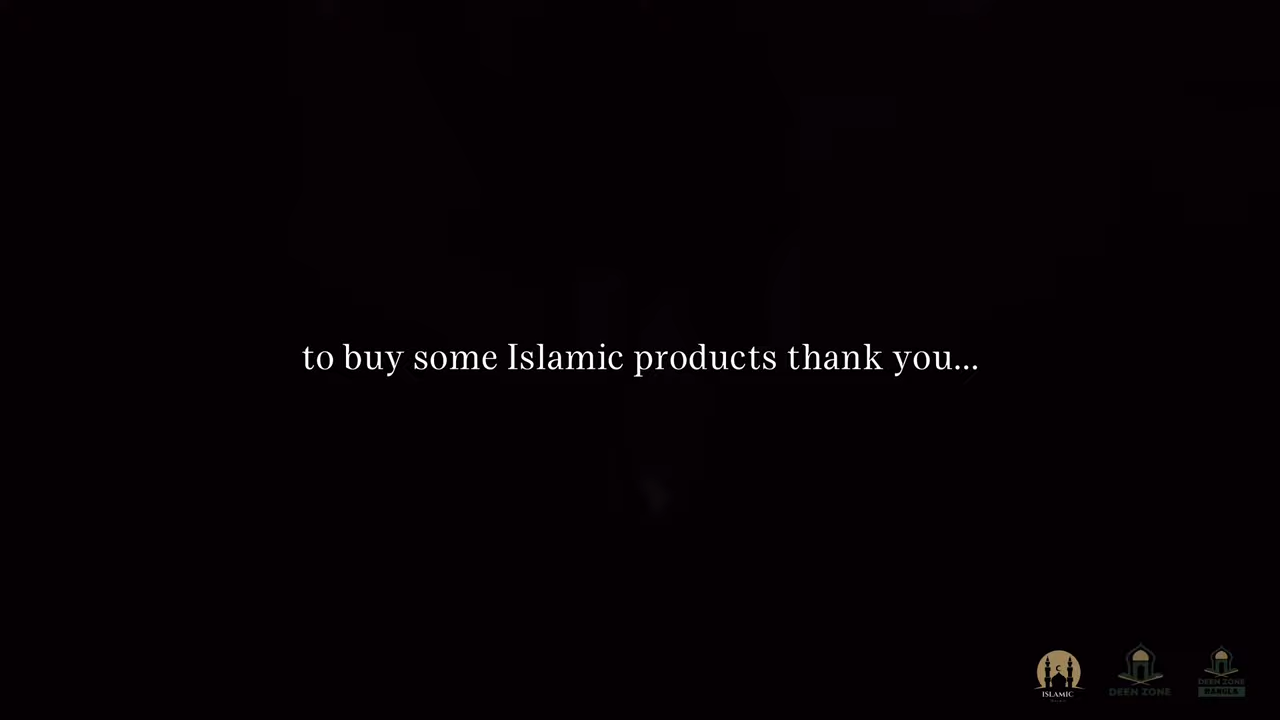 to buy some Islamic products thank you...
ISLAMIC
DEEN ZONE
DEEN ZONE
BANGLA